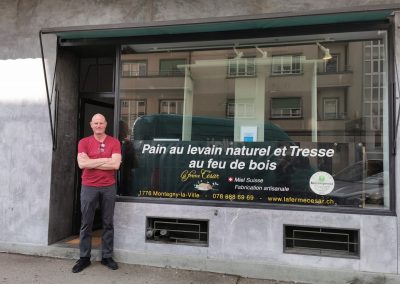 Pain au levain naturel et Tresse
au feu de bois
La ferme César
Miel Suisse
Fabrication artisanale
1776 Montagny-la-Ville - 078 888 69 69 - www.lafermecesar.ch